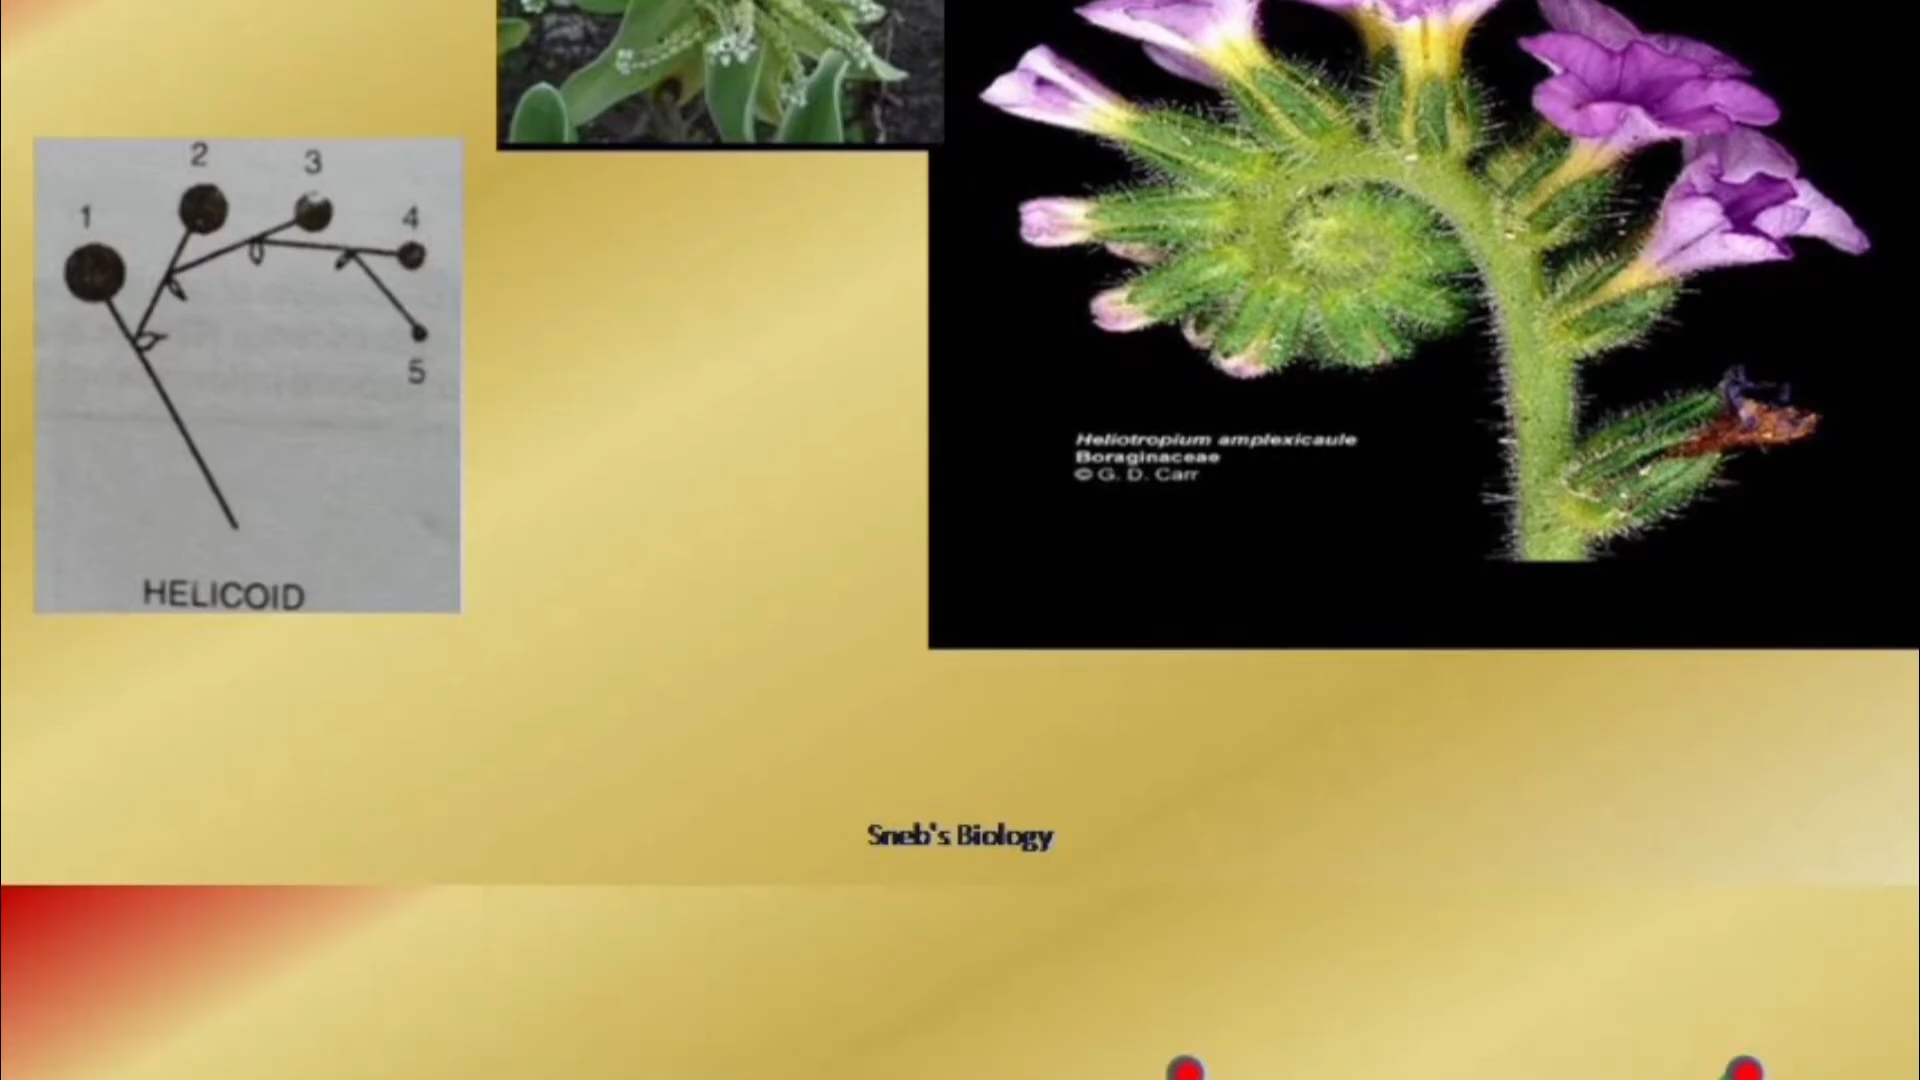 1
2
3
4
5
HELICOID
Heliotropium amplexicaule
Boraginaceae
© G. D. Carr
Sneb's Biology